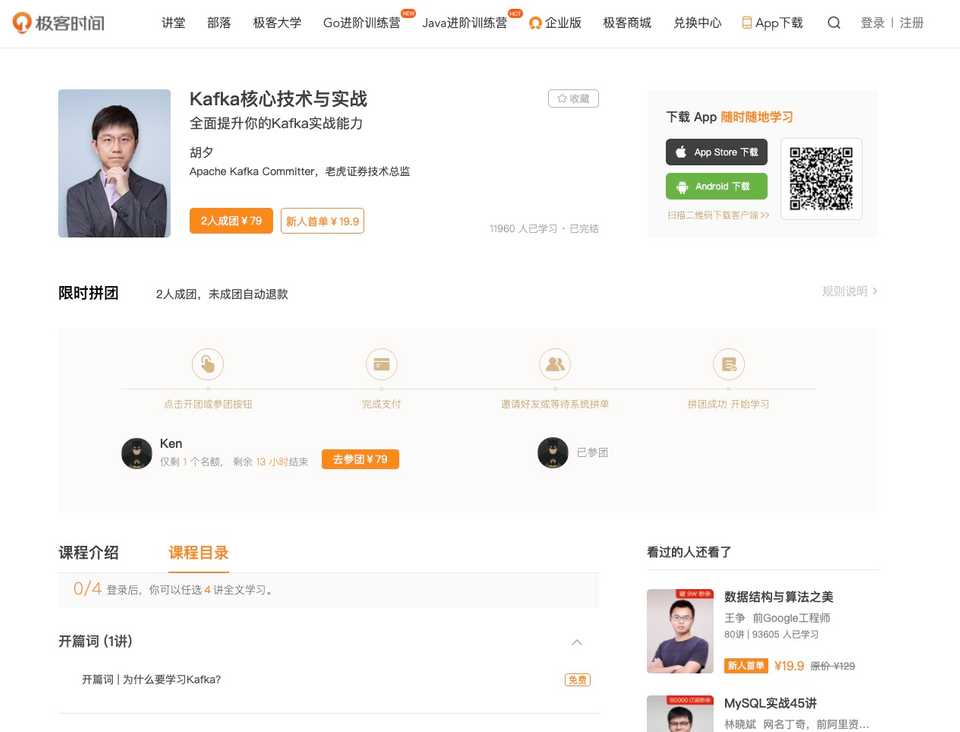 极客时间
讲堂 部落 极客大学 Go进阶训练营 NEW Java进阶训练营 HOT 企业版 极客商城 兑换中心 App下载 登录 | 注册
Kafka核心技术与实战
收藏
全面提升你的Kafka实战能力
胡夕
Apache Kafka Committer，老虎证券技术总监
2人成团 ¥ 79 新人首单 ¥ 19.9
11960 人已学习 · 已完结
下载 App 随时随地学习
App Store 下载
Android 下载
扫描二维码下载客户端 >>
限时拼团 2人成团，未成团自动退款 规则说明 >
点击开团或参团按钮 完成支付 邀请好友或等待系统拼单 拼团成功 开始学习
Ken
仅剩 1 个名额， 剩余 13 小时结束
去参团 ¥ 79
已参团
课程介绍 课程目录
0/4 登录后，你可以任选 4 讲全文学习。
开篇词 (1讲)
开篇词 | 为什么要学习Kafka?
免费
看过的人还看了
数据结构与算法之美
王争 前Google工程师
80讲 | 93605 人已学习
新人首单 ¥19.9 原价 ¥129
MySQL实战45讲
林晓斌 网名丁奇，前阿里资...